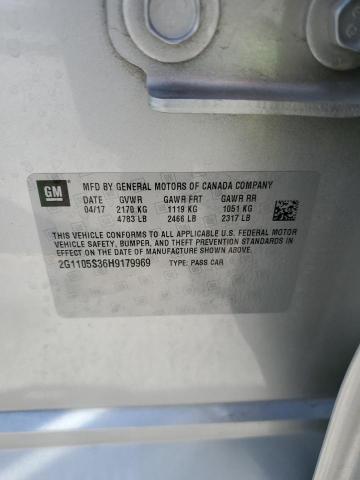 GM
MFD BY GENERAL MOTORS OF CANADA COMPANY
DATE GVWR GAWR FRT GAWR RR
04/17 2170 KG 1119 KG 1051 KG
4783 LB 2466 LB 2317 LB
THIS VEHICLE CONFORMS TO ALL APPLICABLE U.S. FEDERAL MOTOR
VEHICLE SAFETY, BUMPER, AND THEFT PREVENTION STANDARDS IN
EFFECT ON THE DATE OF MANUFACTURE SHOWN ABOVE.
2G1105S36H9179969 TYPE: PASS CAR